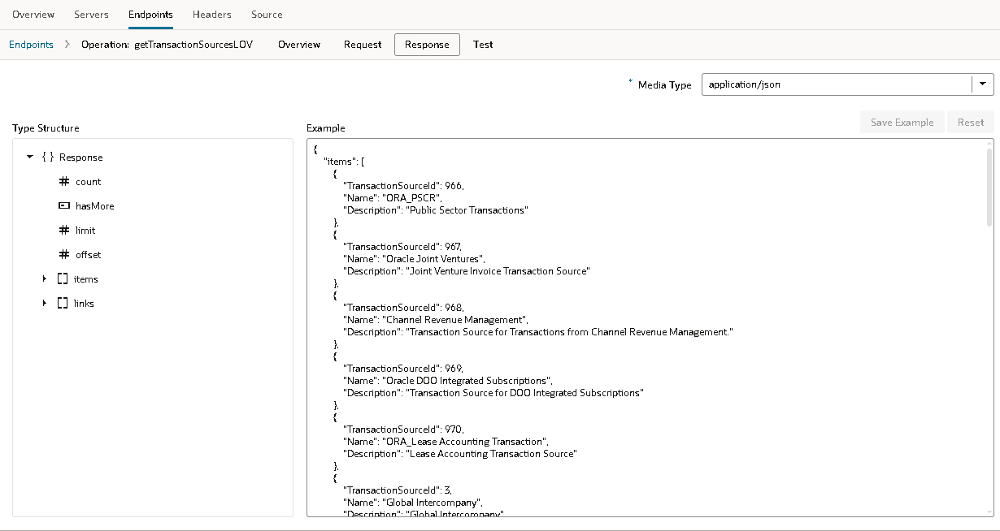 Overview Servers Endpoints Headers Source
Endpoints Operation: getTransactionSourcesLOV Overview Request Response Test
* Media Type application/json
Save Example Reset
Type Structure
{ } Response
# count
hasMore
# limit
# offset
[ ] items
[ ] links
Example
{
"items": [
{
"TransactionSourceId": 966,
"Name": "ORA_PSCR",
"Description": "Public Sector Transactions"
},
{
"TransactionSourceId": 967,
"Name": "Oracle Joint Ventures",
"Description": "Joint Venture Invoice Transaction Source"
},
{
"TransactionSourceId": 968,
"Name": "Channel Revenue Management",
"Description": "Transaction Source for Transactions from Channel Revenue Management."
},
{
"TransactionSourceId": 969,
"Name": "Oracle DOO Integrated Subscriptions",
"Description": "Transaction Source for DOO Integrated Subscriptions"
},
{
"TransactionSourceId": 970,
"Name": "ORA_Lease Accounting Transaction",
"Description": "Lease Accounting Transaction Source"
},
{
"TransactionSourceId": 3,
"Name": "Global Intercompany",
"Description": "Global Intercompany"